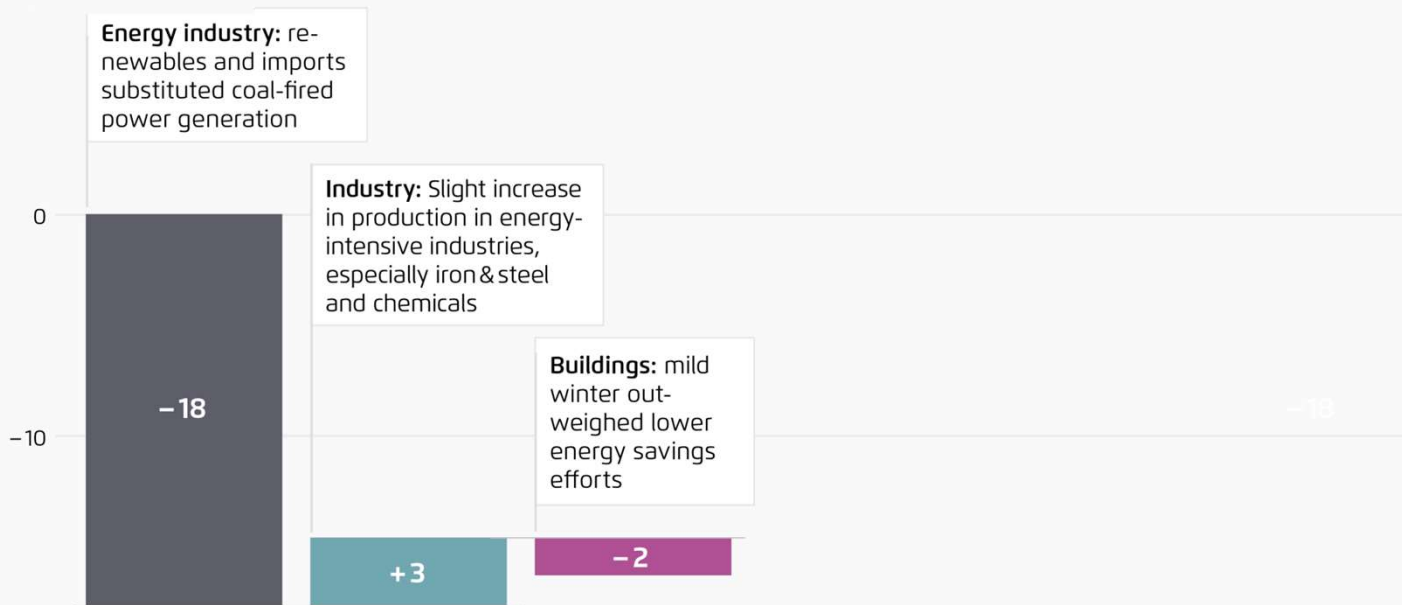 Energy industry: re-
newables and imports
substituted coal-fired
power generation
Industry: Slight increase
in production in energy-
intensive industries,
especially iron & steel
and chemicals
Buildings: mild
winter out-
weighed lower
energy savings
efforts
0
–10
–18
+3
–2
–18